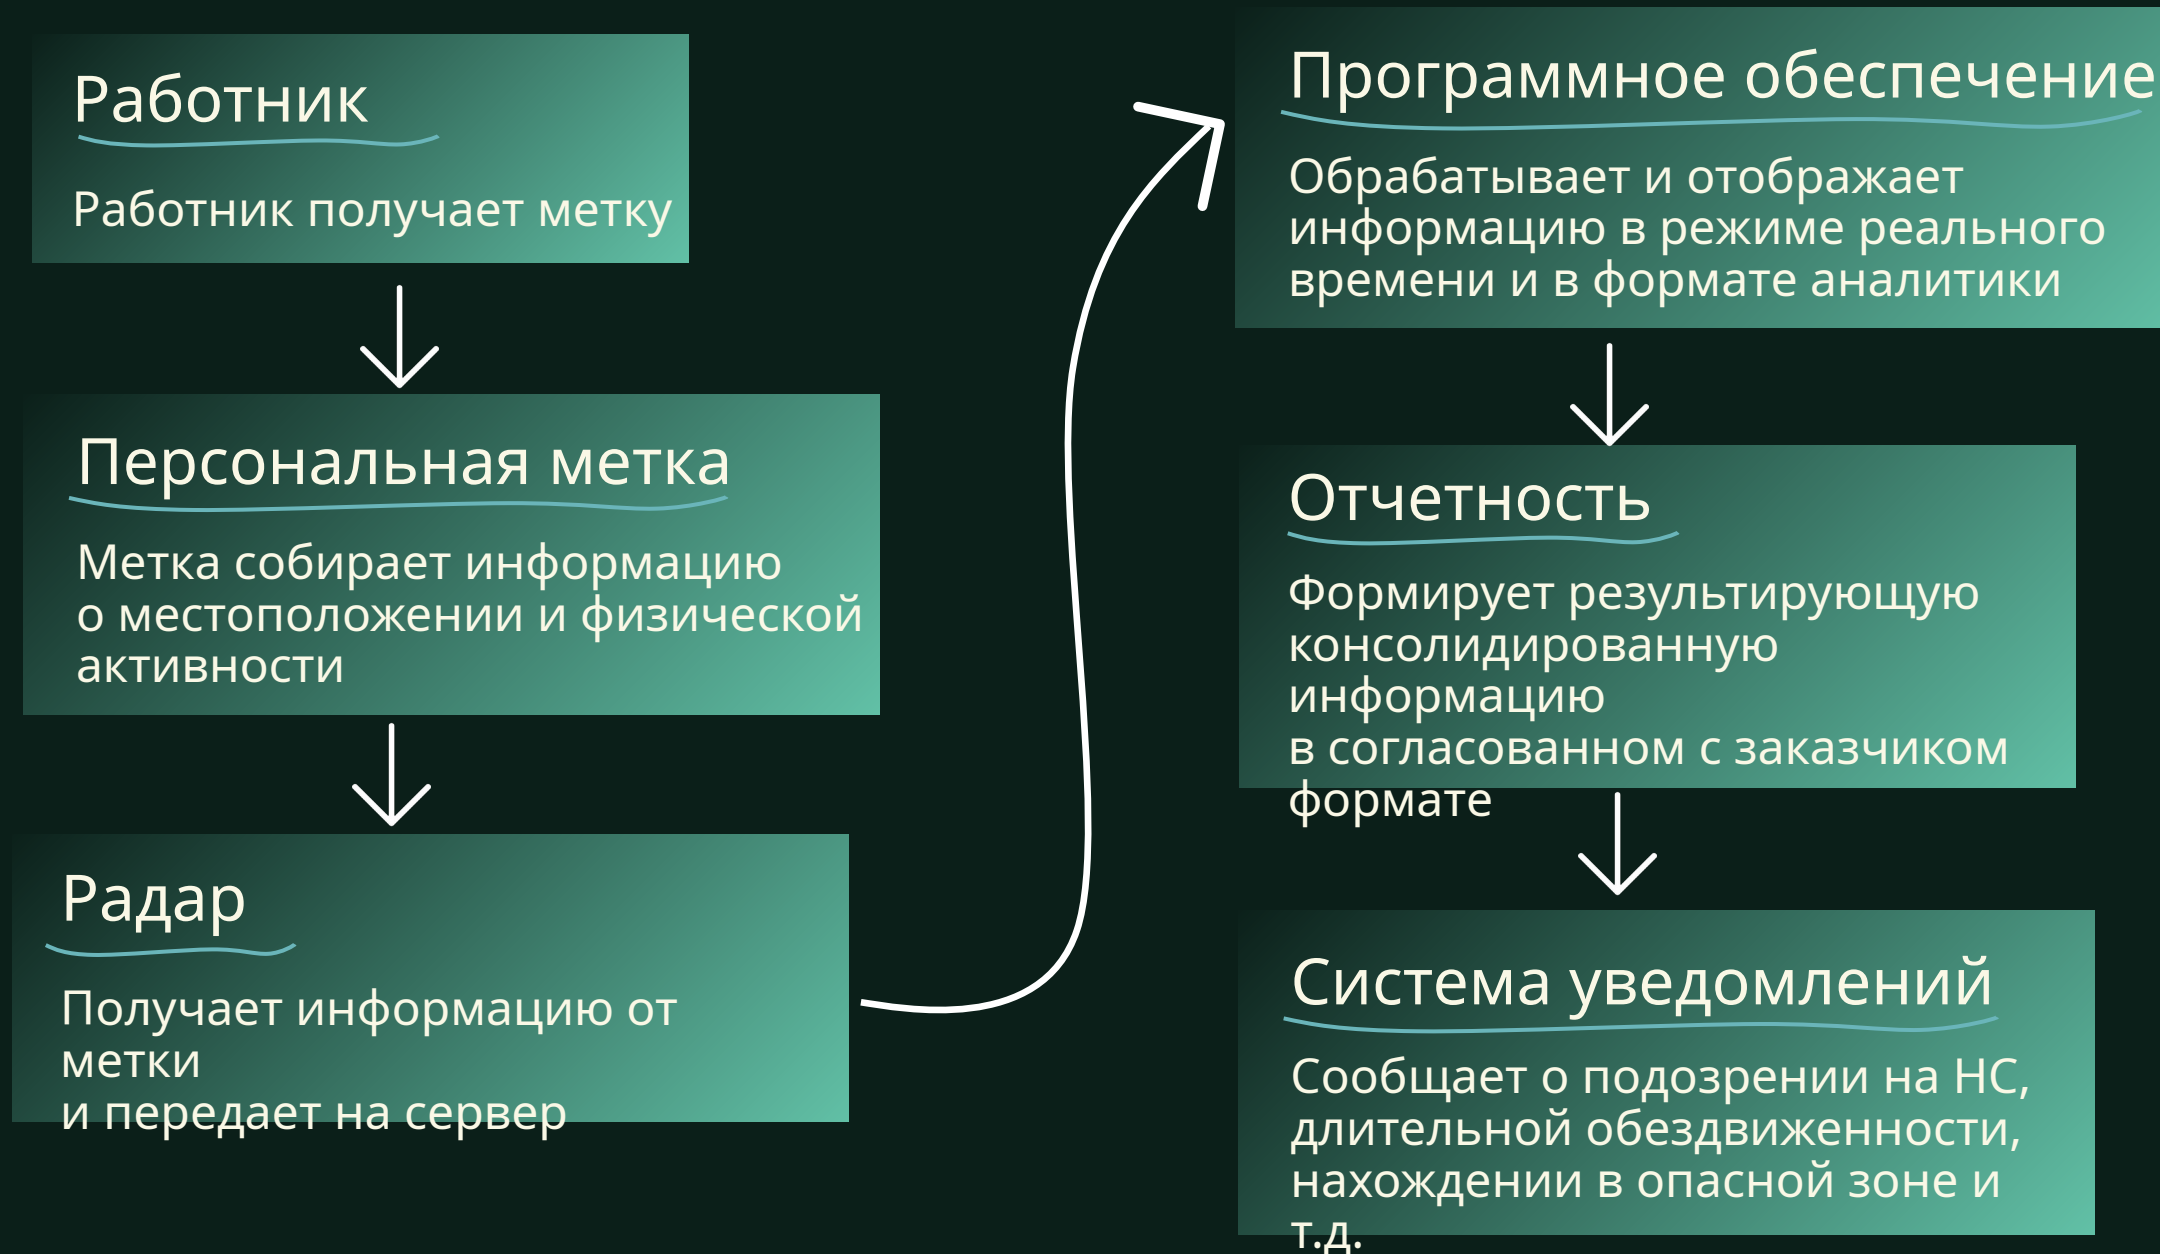 Работник
Работник получает метку
Персональная метка
Метка собирает информацию
о местоположении и физической
активности
Радар
Получает информацию от
метки
и передает на сервер
Программное обеспечение
Обрабатывает и отображает
информацию в режиме реального
времени и в формате аналитики
Отчетность
Формирует результирующую
консолидированную
информацию
в согласованном с заказчиком
формате
Система уведомлений
Сообщает о подозрении на НС,
длительной обездвиженности,
нахождении в опасной зоне и
т.д.